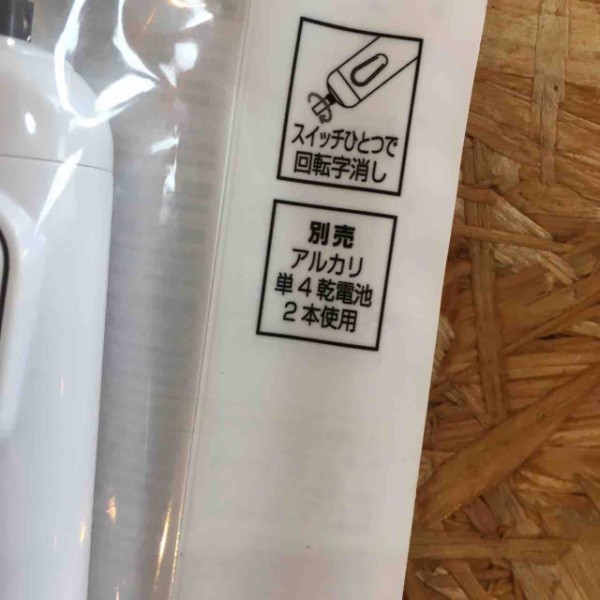 スイッチひとつで
回転字消し
別売
アルカリ
単4乾電池
2本使用